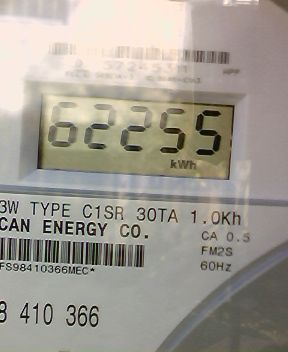 62255
kWh
3W TYPE C1SR 30TA 1.0Kh
CAN ENERGY CO.
CA 0.5
FM2S
60Hz
FS98410366MEC*
8 410 366